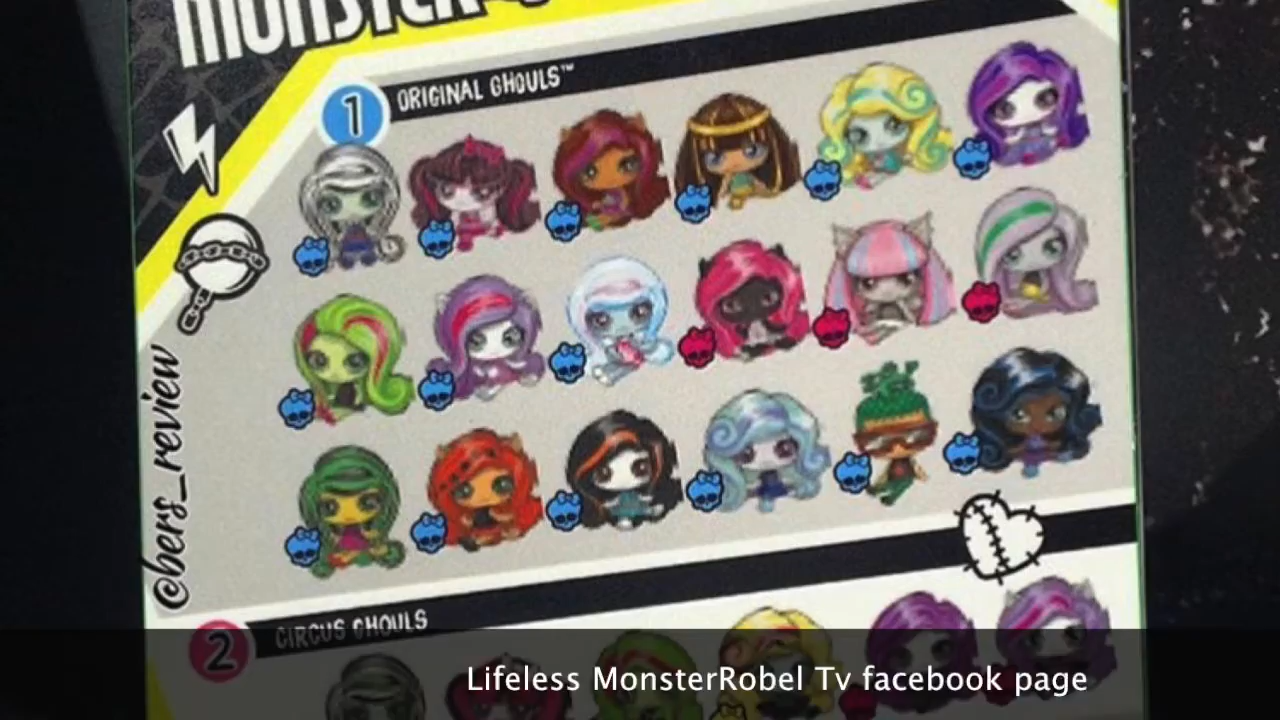 MONSTER
1
ORIGINAL GHOULS™
@bers_review
2
CIRCUS GHOULS
Lifeless MonsterRobel Tv facebook page